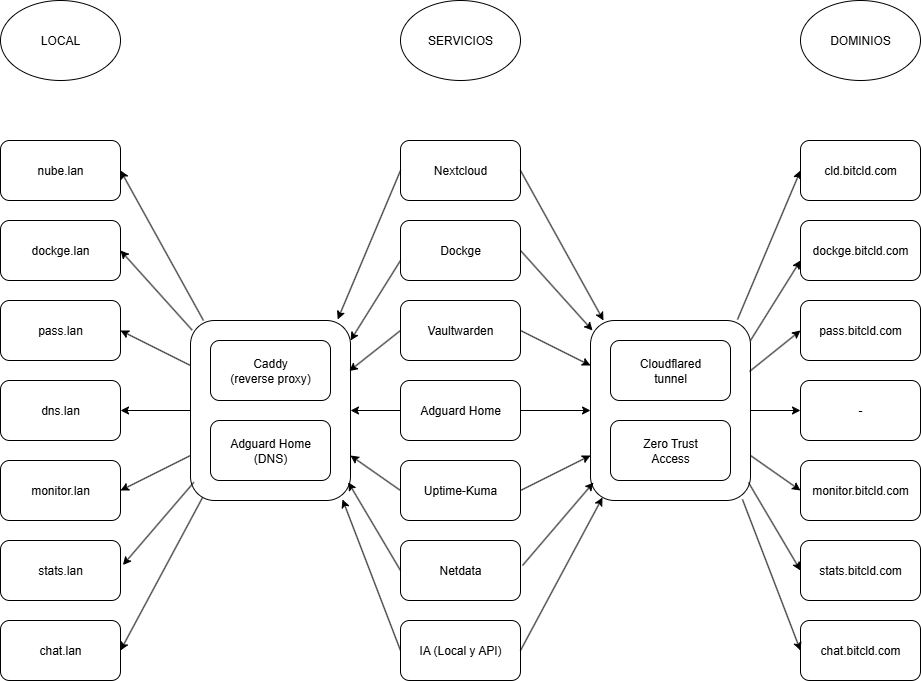 LOCAL
SERVICIOS
DOMINIOS
nube.lan
Nextcloud
cld.bitcld.com
dockge.lan
Dockge
dockge.bitcld.com
pass.lan
Vaultwarden
pass.bitcld.com
Caddy
(reverse proxy)
Cloudflared
tunnel
dns.lan
Adguard Home
-
Adguard Home
(DNS)
Zero Trust
Access
monitor.lan
Uptime-Kuma
monitor.bitcld.com
stats.lan
Netdata
stats.bitcld.com
chat.lan
IA (Local y API)
chat.bitcld.com